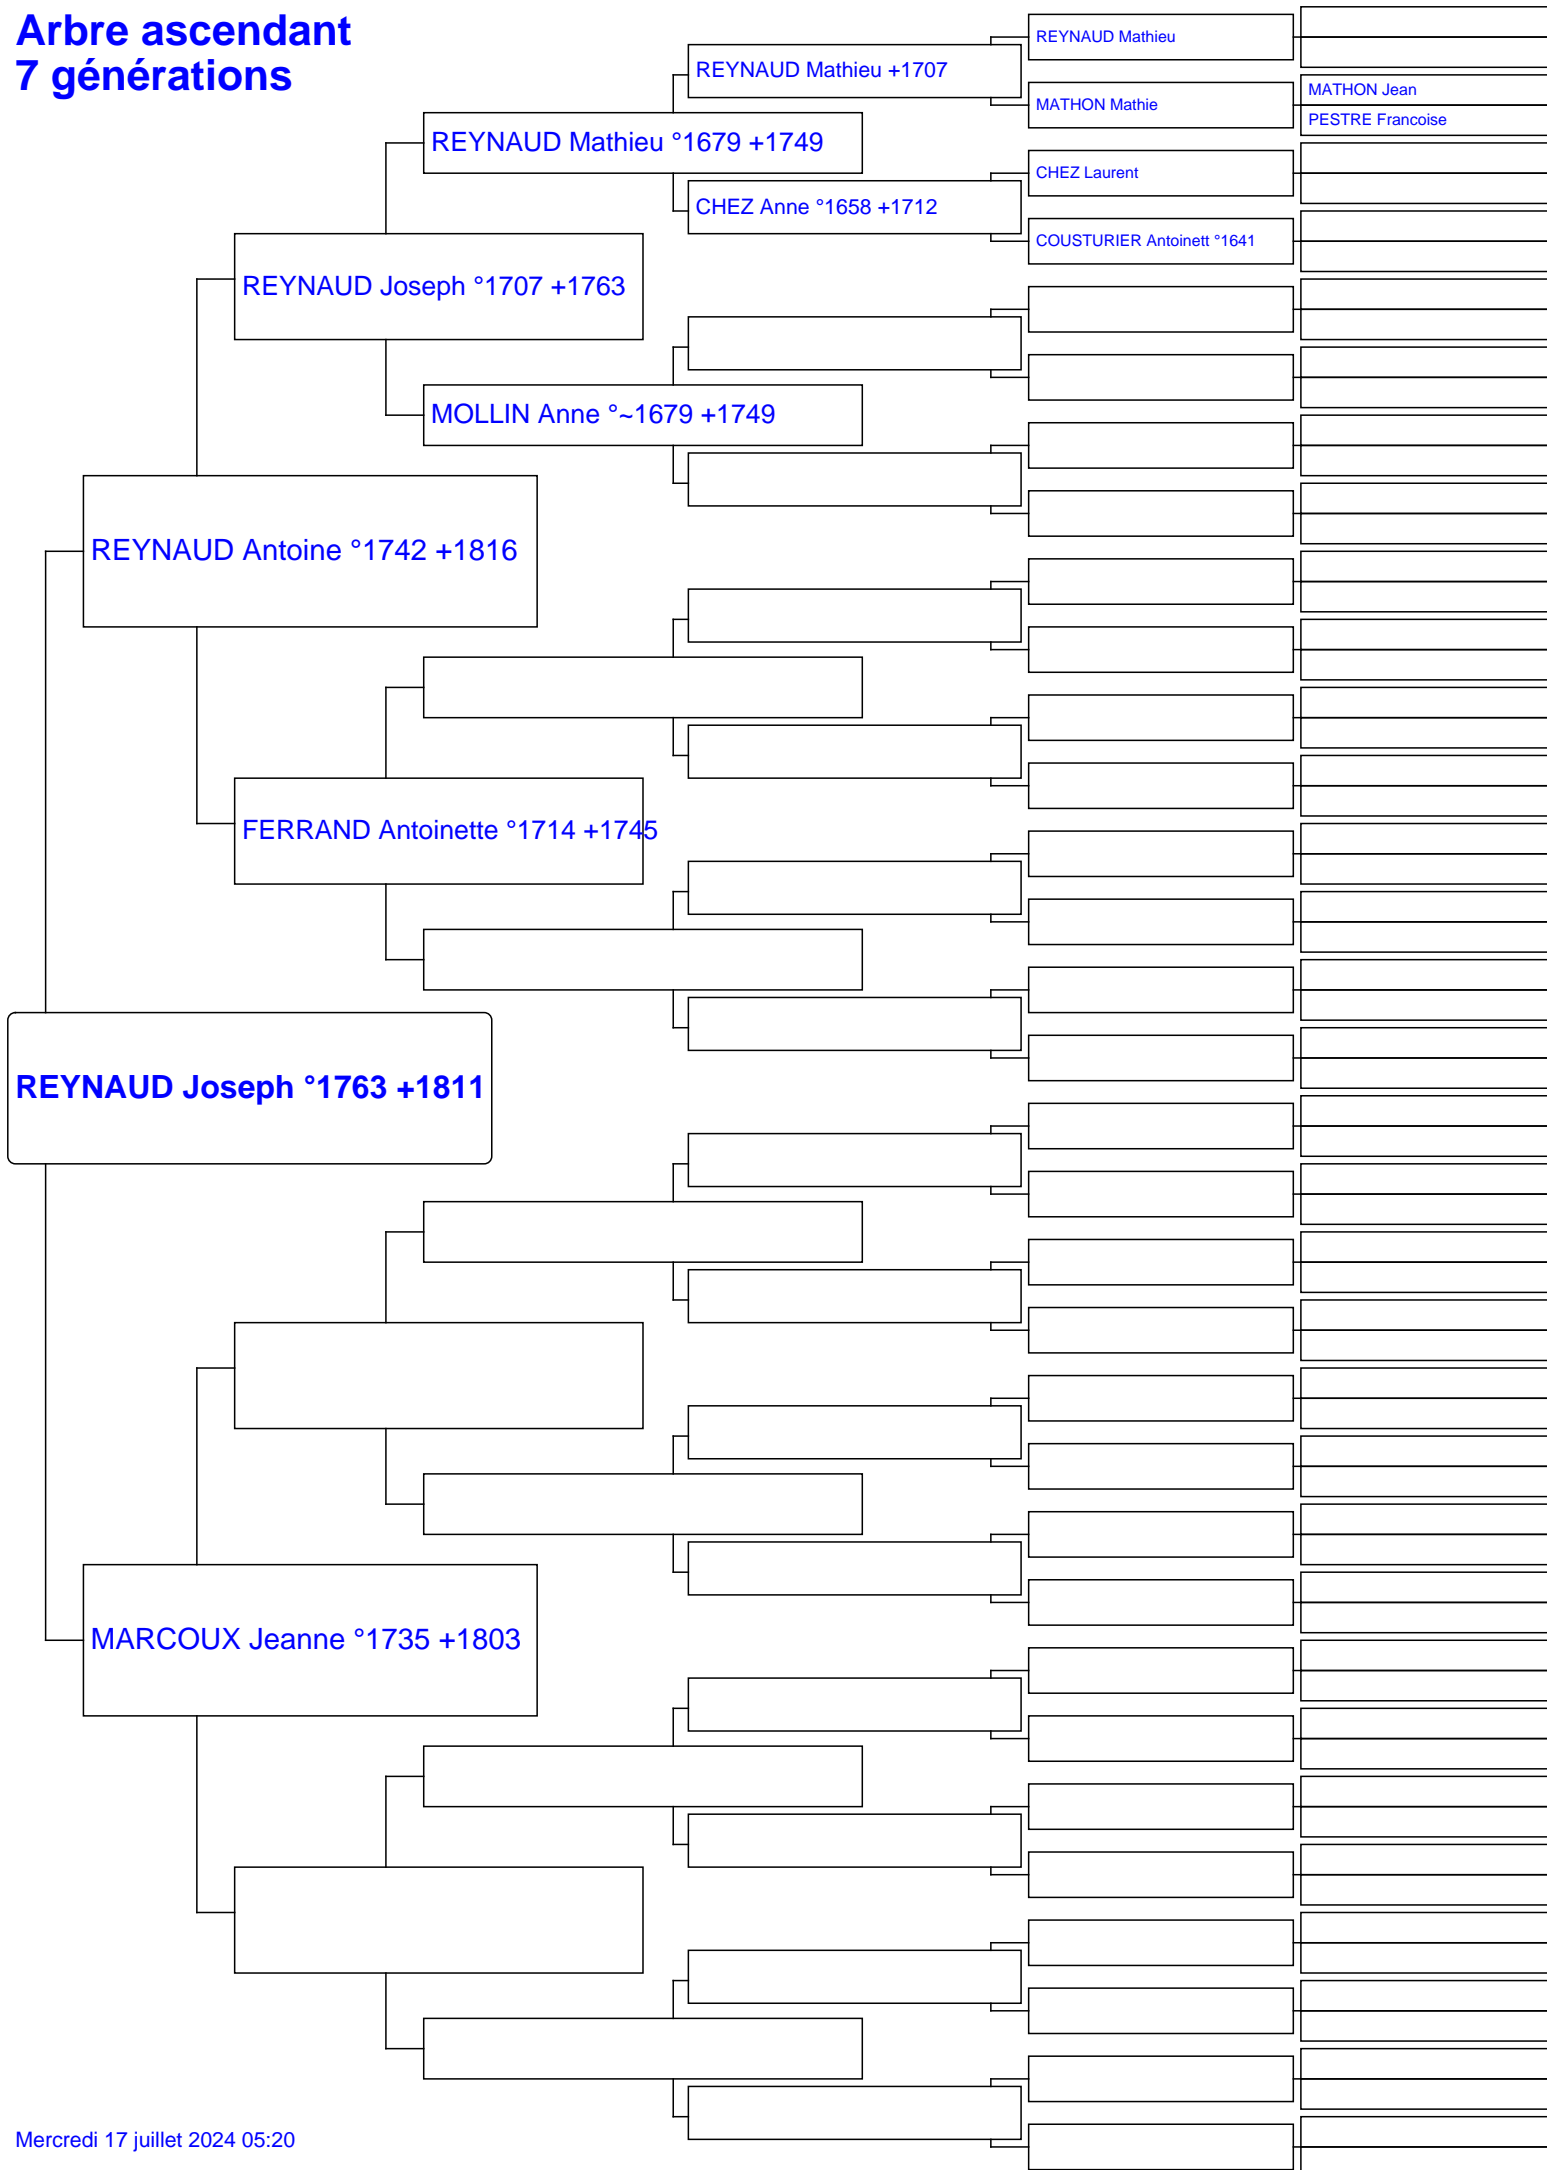 Arbre ascendant
7 générations
REYNAUD Mathieu
REYNAUD Mathieu +1707
MATHON Jean
MATHON Mathie
PESTRE Francoise
REYNAUD Mathieu °1679 +1749
CHEZ Laurent
CHEZ Anne °1658 +1712
COUSTURIER Antoinett °1641
REYNAUD Joseph °1707 +1763
MOLLIN Anne °~1679 +1749
REYNAUD Antoine °1742 +1816
FERRAND Antoinette °1714 +1745
REYNAUD Joseph °1763 +1811
MARCOUX Jeanne °1735 +1803
Mercredi 17 juillet 2024 05:20